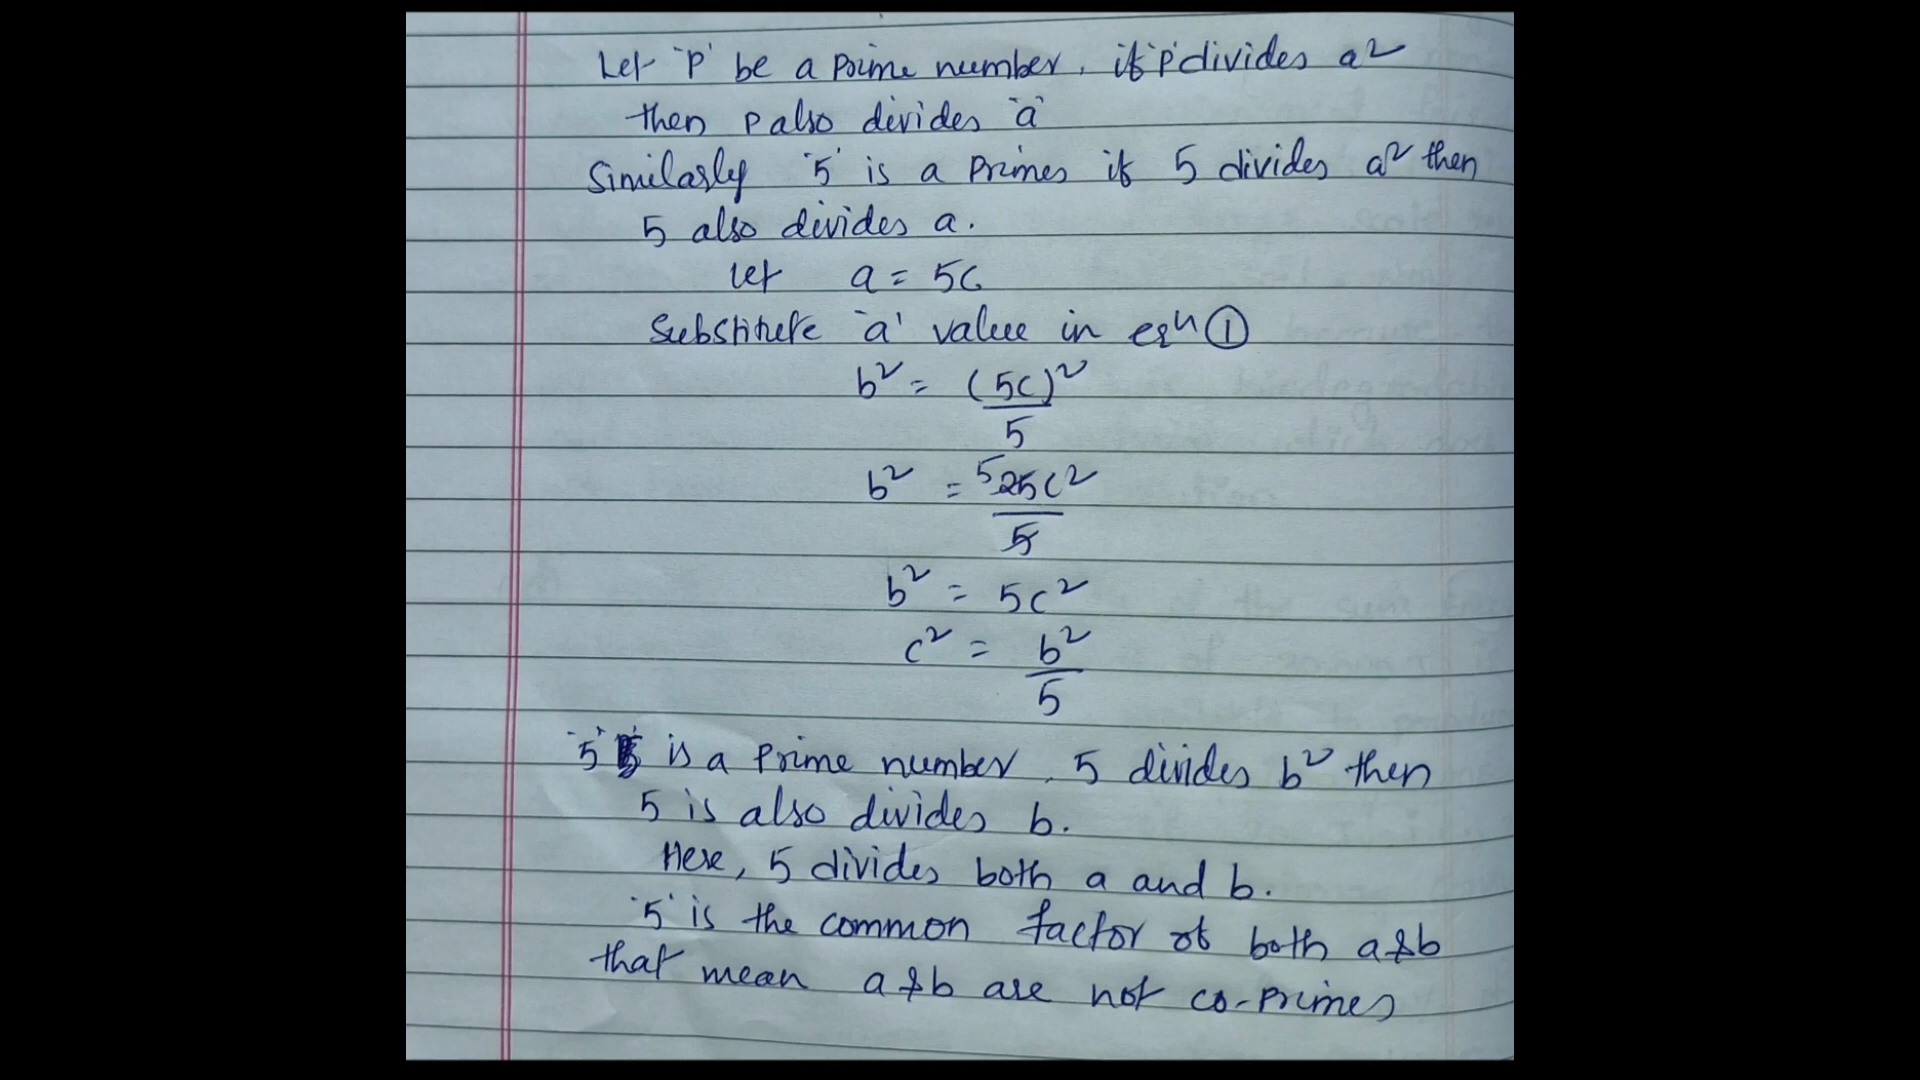 Let 'p' be a prime number. if 'p' divides a²
then p also divides 'a'
Similarly '5' is a primes if 5 divides a² then
5 also divides a.
let a = 5c
Substitute 'a' value in eqn ①
b² = (5c)²
5
b² = 5 25c²
5
b² = 5c²
c² = b²
5
'5' is a prime number. 5 divides b² then
5 is also divides b.
Here, 5 divides both a and b.
'5' is the common factor of both a & b
that mean a & b are not co-primes